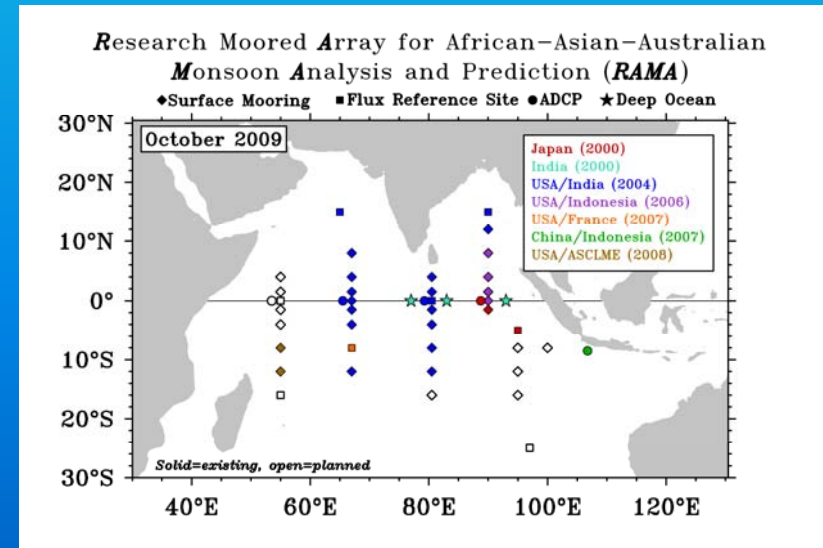 Research Moored Array for African−Asian−Australian
Monsoon Analysis and Prediction (RAMA)
◆Surface Mooring ■Flux Reference Site ●ADCP ★Deep Ocean
October 2009
Japan (2000)
India (2000)
USA/India (2004)
USA/Indonesia (2006)
USA/France (2007)
China/Indonesia (2007)
USA/ASCLME (2008)
30°N
20°N
10°N
0°
10°S
20°S
30°S
Solid=existing, open=planned
40°E 60°E 80°E 100°E 120°E